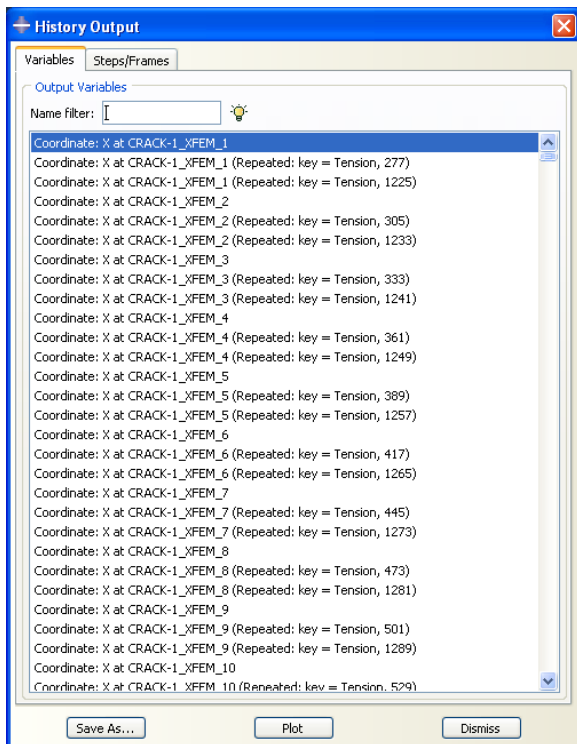 History Output
Variables Steps/Frames
Output Variables
Name filter:
Coordinate: X at CRACK-1_XFEM_1
Coordinate: X at CRACK-1_XFEM_1 (Repeated: key = Tension, 277)
Coordinate: X at CRACK-1_XFEM_1 (Repeated: key = Tension, 1225)
Coordinate: X at CRACK-1_XFEM_2
Coordinate: X at CRACK-1_XFEM_2 (Repeated: key = Tension, 305)
Coordinate: X at CRACK-1_XFEM_2 (Repeated: key = Tension, 1233)
Coordinate: X at CRACK-1_XFEM_3
Coordinate: X at CRACK-1_XFEM_3 (Repeated: key = Tension, 333)
Coordinate: X at CRACK-1_XFEM_3 (Repeated: key = Tension, 1241)
Coordinate: X at CRACK-1_XFEM_4
Coordinate: X at CRACK-1_XFEM_4 (Repeated: key = Tension, 361)
Coordinate: X at CRACK-1_XFEM_4 (Repeated: key = Tension, 1249)
Coordinate: X at CRACK-1_XFEM_5
Coordinate: X at CRACK-1_XFEM_5 (Repeated: key = Tension, 389)
Coordinate: X at CRACK-1_XFEM_5 (Repeated: key = Tension, 1257)
Coordinate: X at CRACK-1_XFEM_6
Coordinate: X at CRACK-1_XFEM_6 (Repeated: key = Tension, 417)
Coordinate: X at CRACK-1_XFEM_6 (Repeated: key = Tension, 1265)
Coordinate: X at CRACK-1_XFEM_7
Coordinate: X at CRACK-1_XFEM_7 (Repeated: key = Tension, 445)
Coordinate: X at CRACK-1_XFEM_7 (Repeated: key = Tension, 1273)
Coordinate: X at CRACK-1_XFEM_8
Coordinate: X at CRACK-1_XFEM_8 (Repeated: key = Tension, 473)
Coordinate: X at CRACK-1_XFEM_8 (Repeated: key = Tension, 1281)
Coordinate: X at CRACK-1_XFEM_9
Coordinate: X at CRACK-1_XFEM_9 (Repeated: key = Tension, 501)
Coordinate: X at CRACK-1_XFEM_9 (Repeated: key = Tension, 1289)
Coordinate: X at CRACK-1_XFEM_10
Coordinate: X at CRACK-1_XFEM_10 (Repeated: key = Tension, 529)
Save As... Plot Dismiss